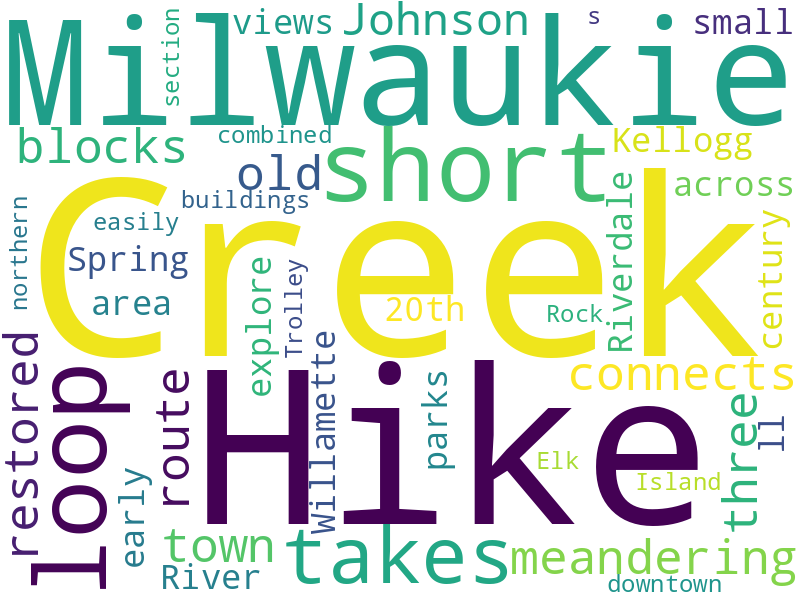 section
views
Johnson
s
small
Milwaukie
blocks
combined
old
short
Kellogg
across
buildings
northern
easily
Creek
Spring
area
explore
Trolley
20th
Rock
Riverdale
century
restored
loop
route
Hike
Willamette
parks
connects
Elk
Island
three
ll
early
town
River
takes
meandering
downtown